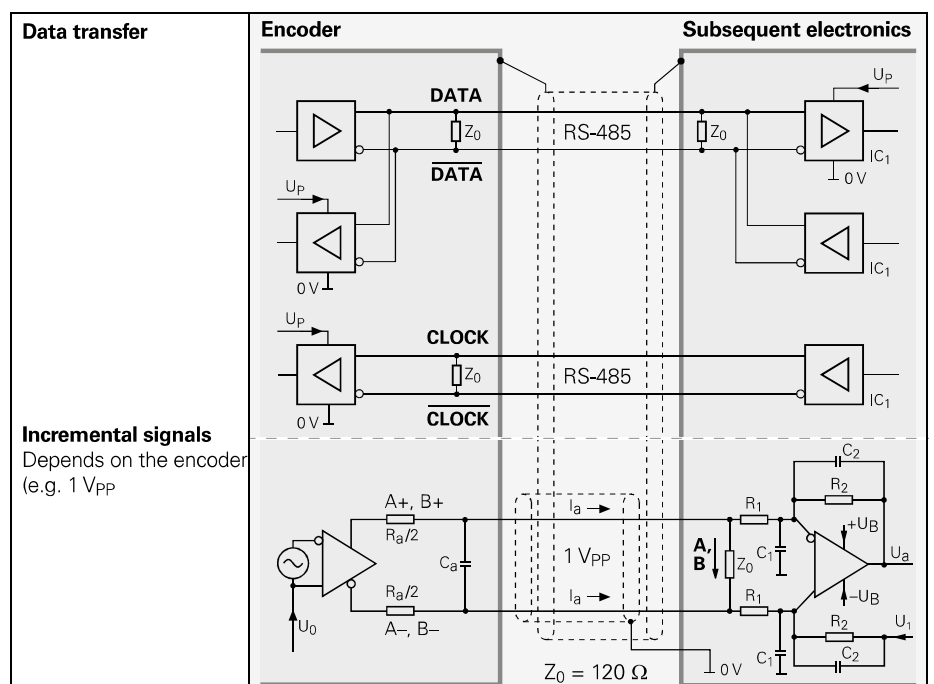 Data transfer
Encoder
Subsequent electronics
DATA
Z0
RS-485
Z0
UP
DATA
IC1
0 V
UP
0 V
IC1
UP
CLOCK
Z0
RS-485
CLOCK
0 V
IC1
Incremental signals
Depends on the encoder
(e.g. 1 VPP
C2
R2
A+, B+
Ia
R1
+UB
Ra/2
Ca
1 VPP
A,
B
Z0
C1
Ua
Ra/2
Ia
R1
–UB
A–, B–
U0
C1
R2
U1
C2
Z0 = 120 Ω
0 V